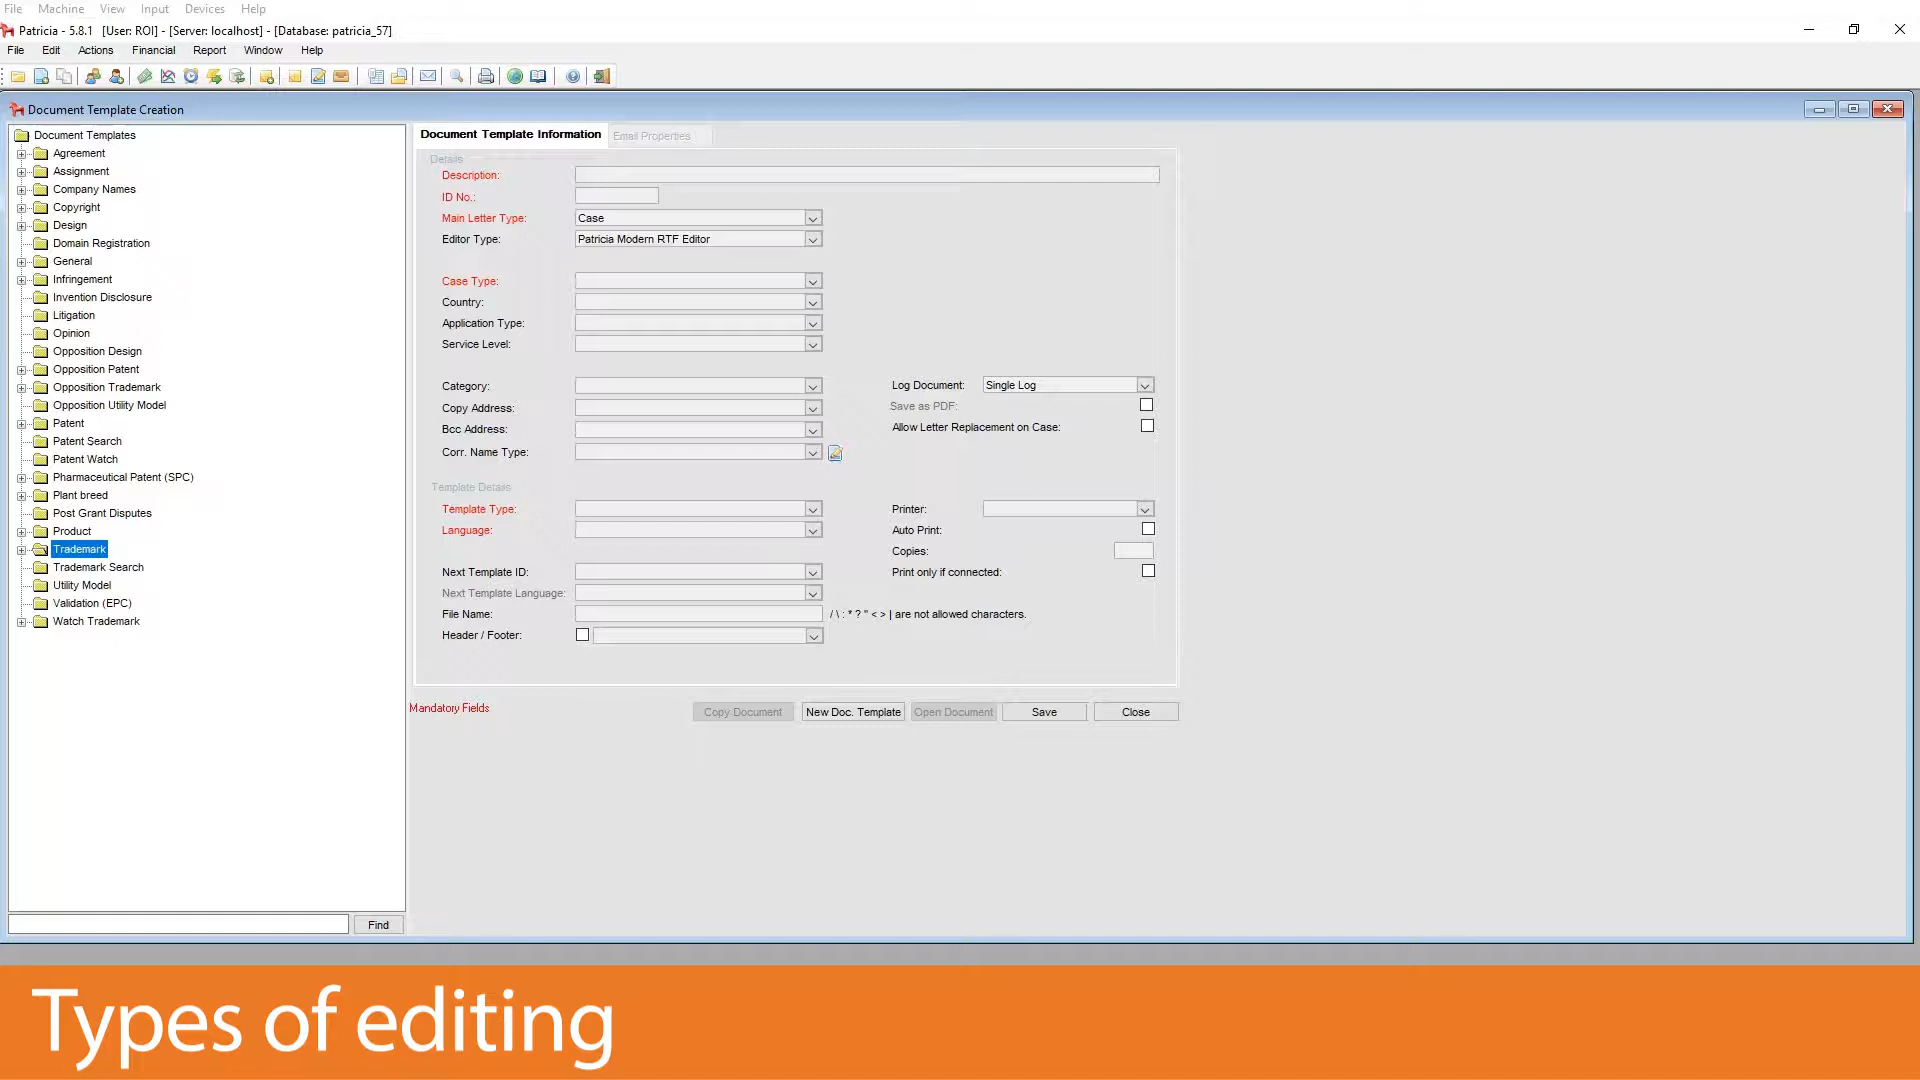 File Machine View Input Devices Help
Patricia - 5.8.1 [User: ROI] - [Server: localhost] - [Database: patricia_57]
File Edit Actions Financial Report Window Help
Document Template Creation
Document Templates
Agreement
Assignment
Company Names
Copyright
Design
Domain Registration
General
Infringement
Invention Disclosure
Litigation
Opinion
Opposition Design
Opposition Patent
Opposition Trademark
Opposition Utility Model
Patent
Patent Search
Patent Watch
Pharmaceutical Patent (SPC)
Plant breed
Post Grant Disputes
Product
Trademark
Trademark Search
Utility Model
Validation (EPC)
Watch Trademark
Find
Document Template Information Email Properties
Details
Description:
ID No.:
Main Letter Type: Case
Editor Type: Patricia Modern RTF Editor
Case Type:
Country:
Application Type:
Service Level:
Category: Log Document: Single Log
Copy Address: Save as PDF:
Bcc Address: Allow Letter Replacement on Case:
Corr. Name Type:
Template Details
Template Type: Printer:
Language: Auto Print:
Copies:
Next Template ID: Print only if connected:
Next Template Language:
File Name: / \ : * ? " < > | are not allowed characters.
Header / Footer:
Mandatory Fields Copy Document New Doc. Template Open Document Save Close
Types of editing